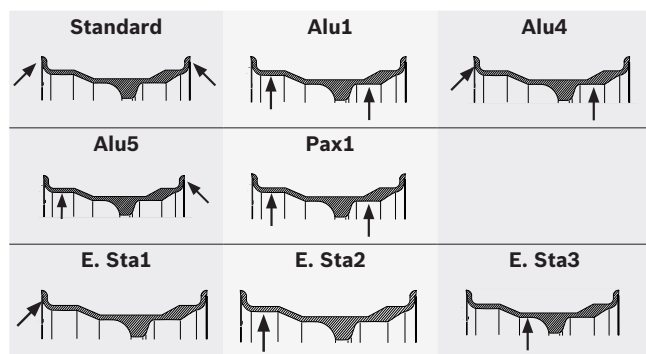 Standard
Alu1
Alu4
Alu5
Pax1
E. Sta1
E. Sta2
E. Sta3